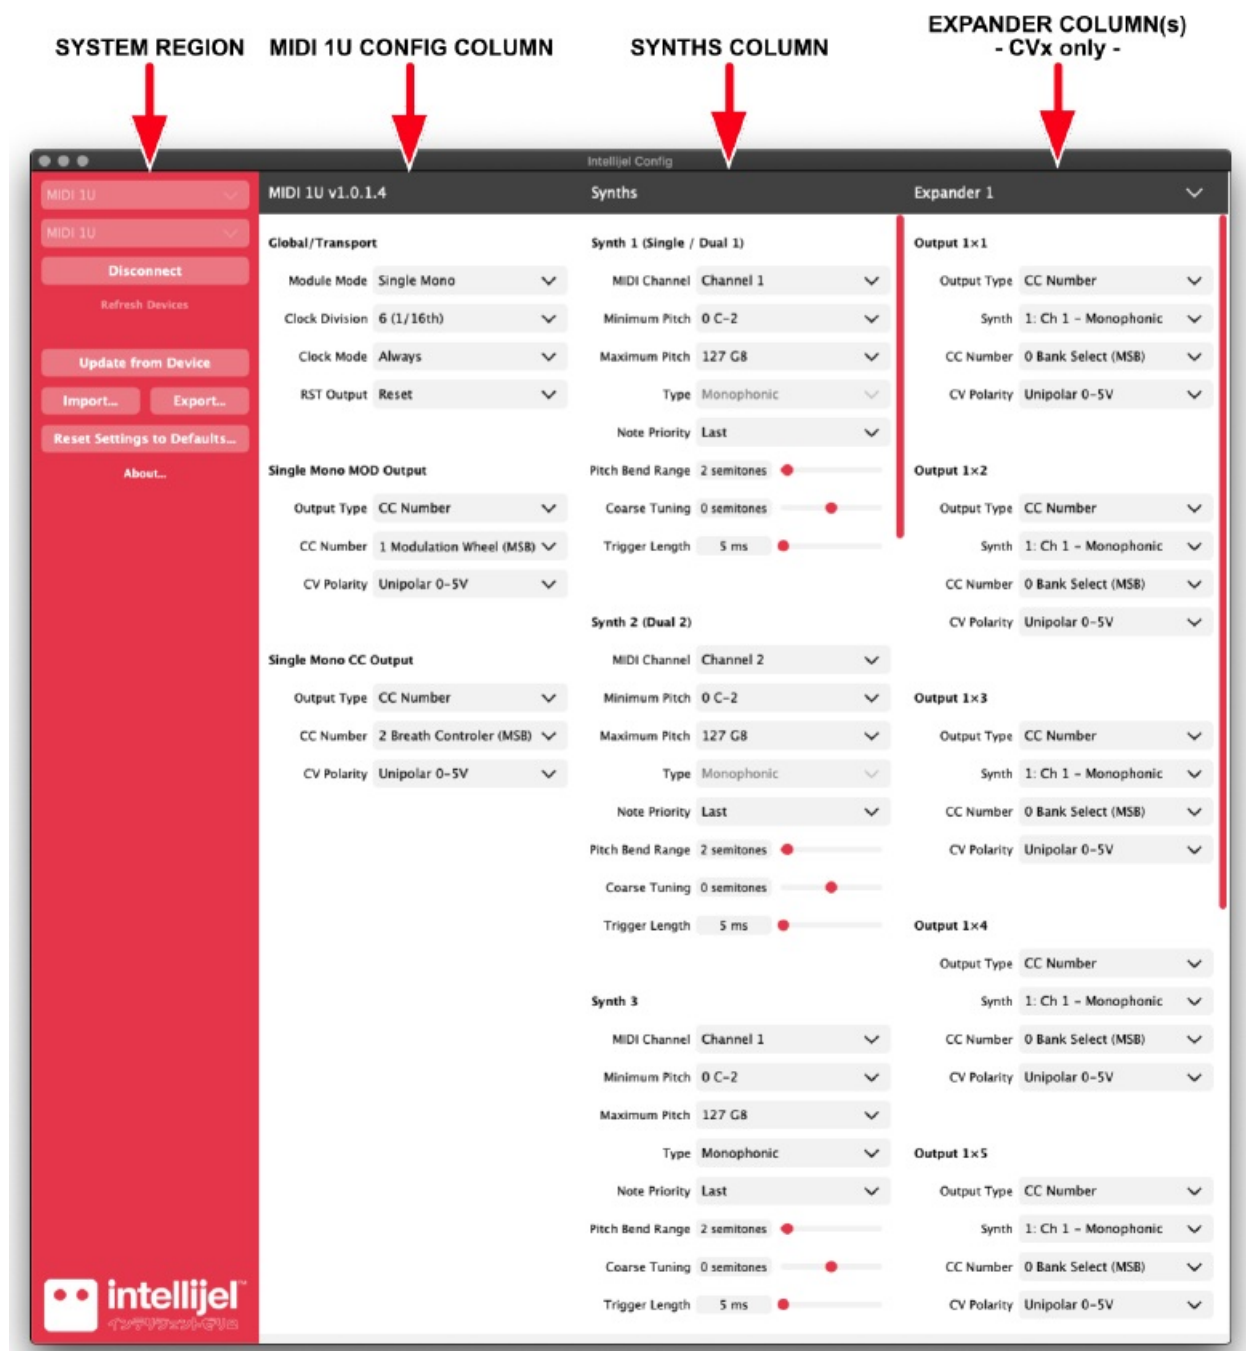 SYSTEM REGION
MIDI 1U CONFIG COLUMN
SYNTHS COLUMN
EXPANDER COLUMN(s)
- CVx only -
Intellijel Config
MIDI 1U
MIDI 1U
Disconnect
Refresh Devices
Update from Device
Import...
Export...
Reset Settings to Defaults...
About...
intellijel™
MIDI 1U v1.0.1.4
Global/Transport
Module Mode Single Mono
Clock Division 6 (1/16th)
Clock Mode Always
RST Output Reset
Single Mono MOD Output
Output Type CC Number
CC Number 1 Modulation Wheel (MSB)
CV Polarity Unipolar 0-5V
Single Mono CC Output
Output Type CC Number
CC Number 2 Breath Controler (MSB)
CV Polarity Unipolar 0-5V
Synths
Synth 1 (Single / Dual 1)
MIDI Channel Channel 1
Minimum Pitch 0 C-2
Maximum Pitch 127 G8
Type Monophonic
Note Priority Last
Pitch Bend Range 2 semitones
Coarse Tuning 0 semitones
Trigger Length 5 ms
Synth 2 (Dual 2)
MIDI Channel Channel 2
Minimum Pitch 0 C-2
Maximum Pitch 127 G8
Type Monophonic
Note Priority Last
Pitch Bend Range 2 semitones
Coarse Tuning 0 semitones
Trigger Length 5 ms
Synth 3
MIDI Channel Channel 1
Minimum Pitch 0 C-2
Maximum Pitch 127 G8
Type Monophonic
Note Priority Last
Pitch Bend Range 2 semitones
Coarse Tuning 0 semitones
Trigger Length 5 ms
Expander 1
Output 1×1
Output Type CC Number
Synth 1: Ch 1 - Monophonic
CC Number 0 Bank Select (MSB)
CV Polarity Unipolar 0-5V
Output 1×2
Output Type CC Number
Synth 1: Ch 1 - Monophonic
CC Number 0 Bank Select (MSB)
CV Polarity Unipolar 0-5V
Output 1×3
Output Type CC Number
Synth 1: Ch 1 - Monophonic
CC Number 0 Bank Select (MSB)
CV Polarity Unipolar 0-5V
Output 1×4
Output Type CC Number
Synth 1: Ch 1 - Monophonic
CC Number 0 Bank Select (MSB)
CV Polarity Unipolar 0-5V
Output 1×5
Output Type CC Number
Synth 1: Ch 1 - Monophonic
CC Number 0 Bank Select (MSB)
CV Polarity Unipolar 0-5V